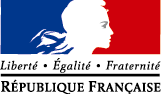 Liberté • Égalité • Fraternité
RÉPUBLIQUE FRANÇAISE